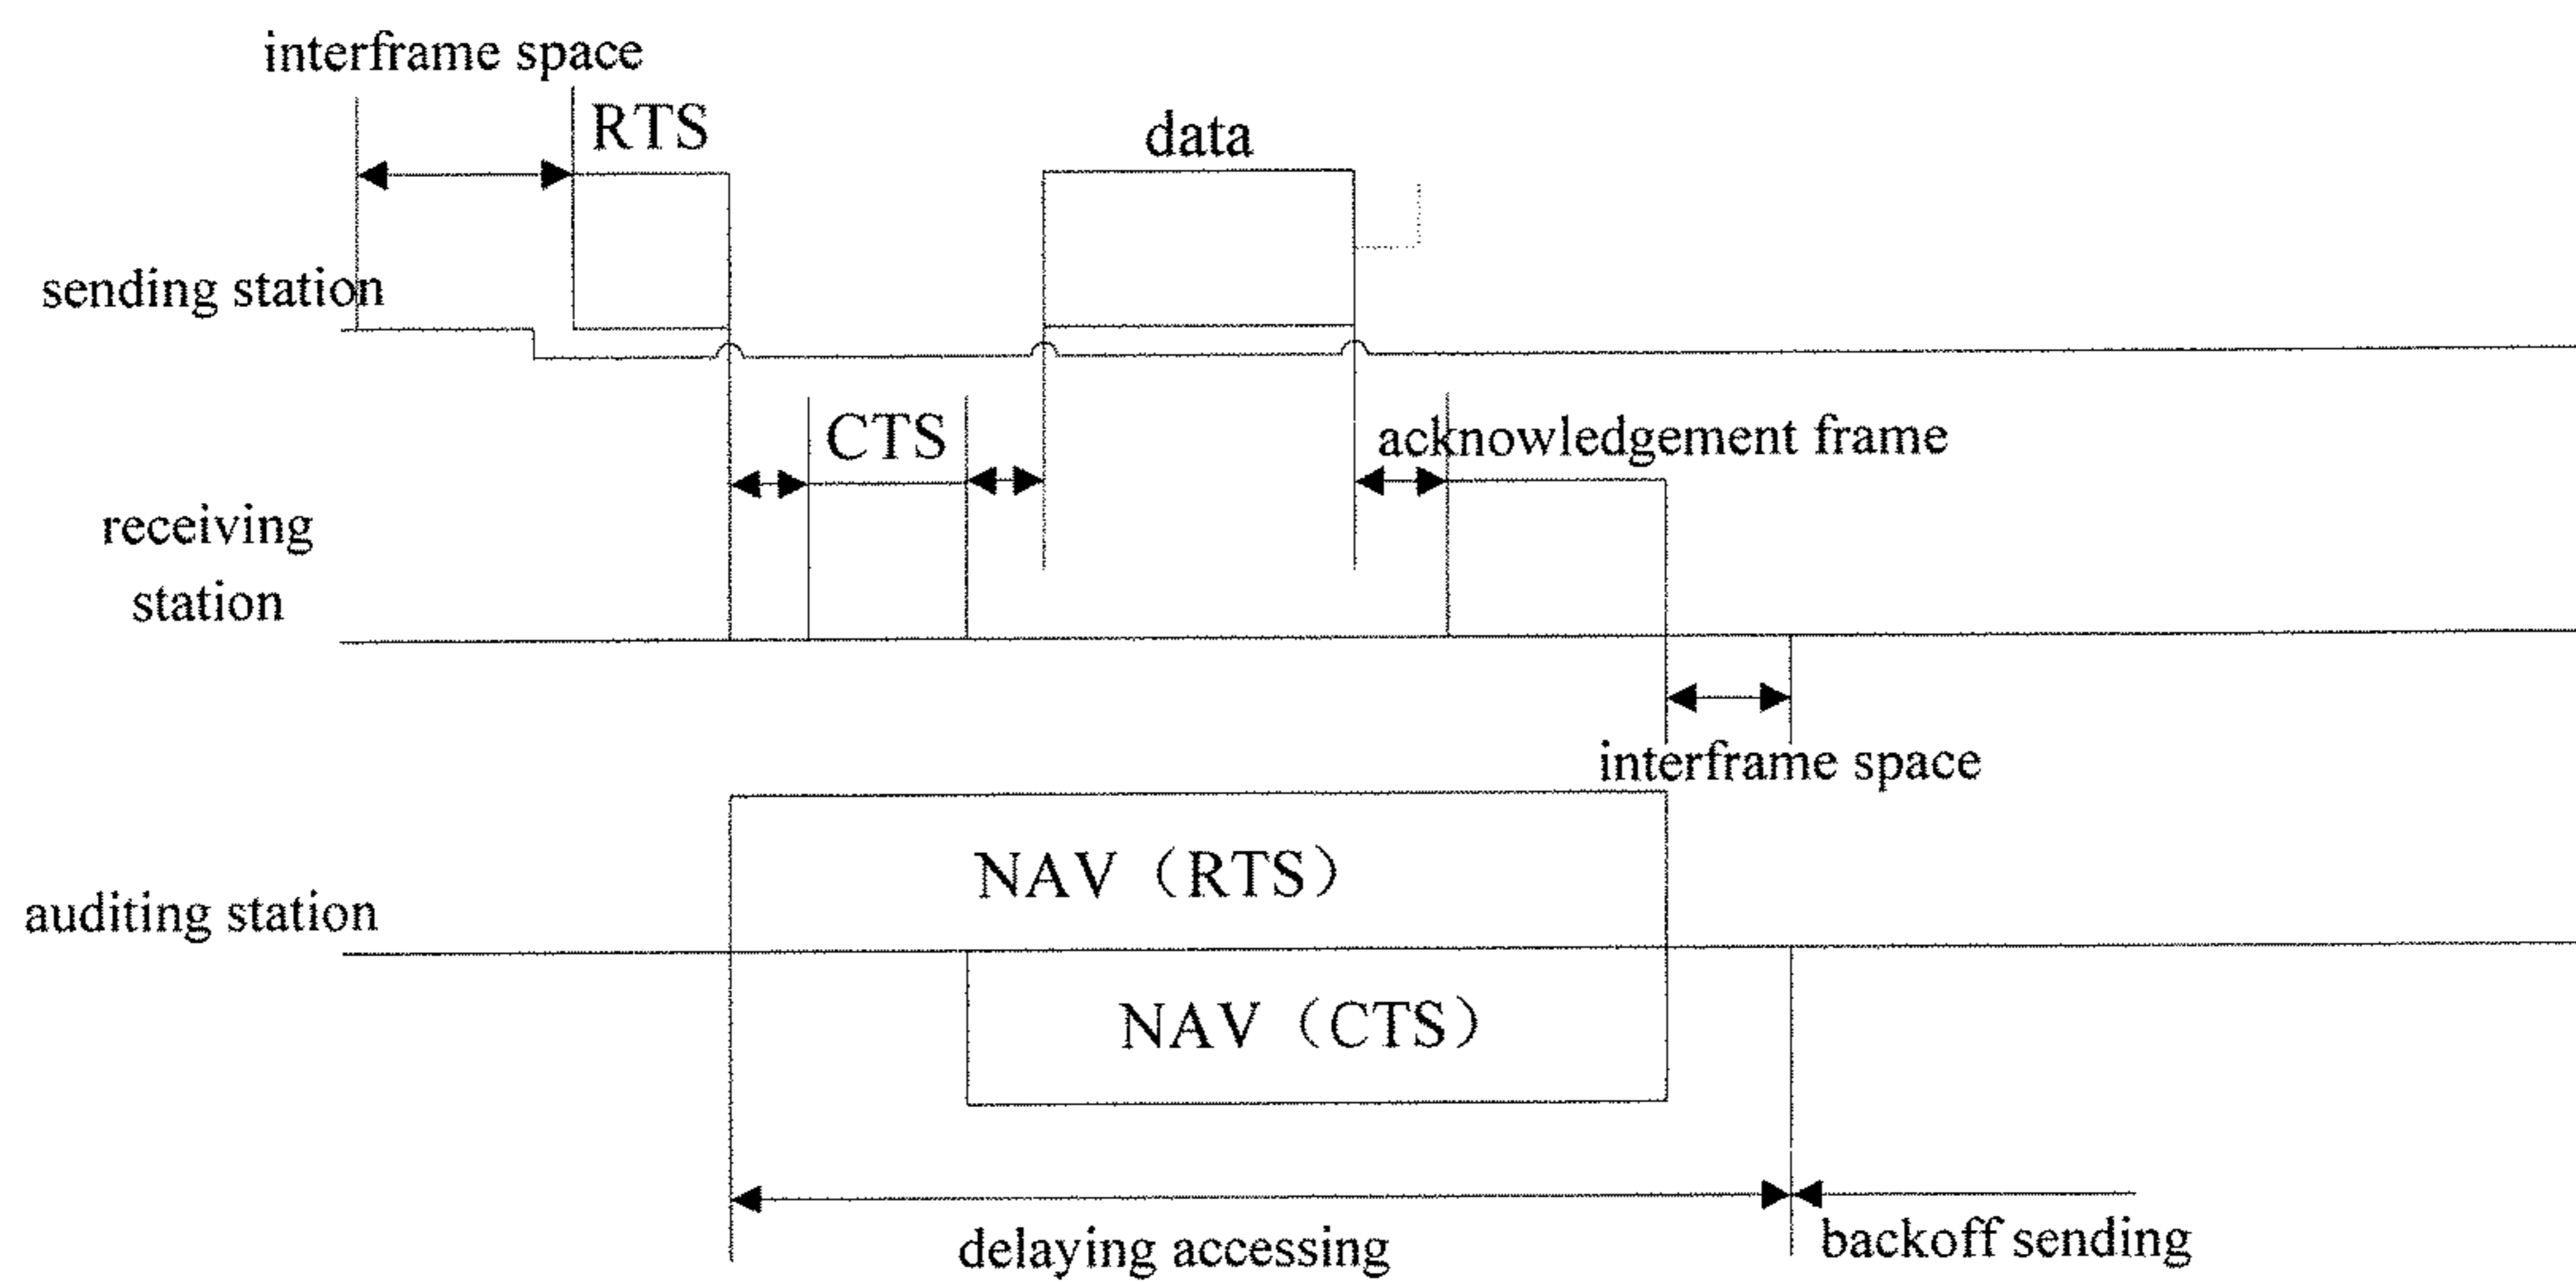 interframe space
RTS
data
sending station
CTS
acknowledgement frame
receiving
station
interframe space
NAV（RTS）
auditing station
NAV（CTS）
delaying accessing
backoff sending